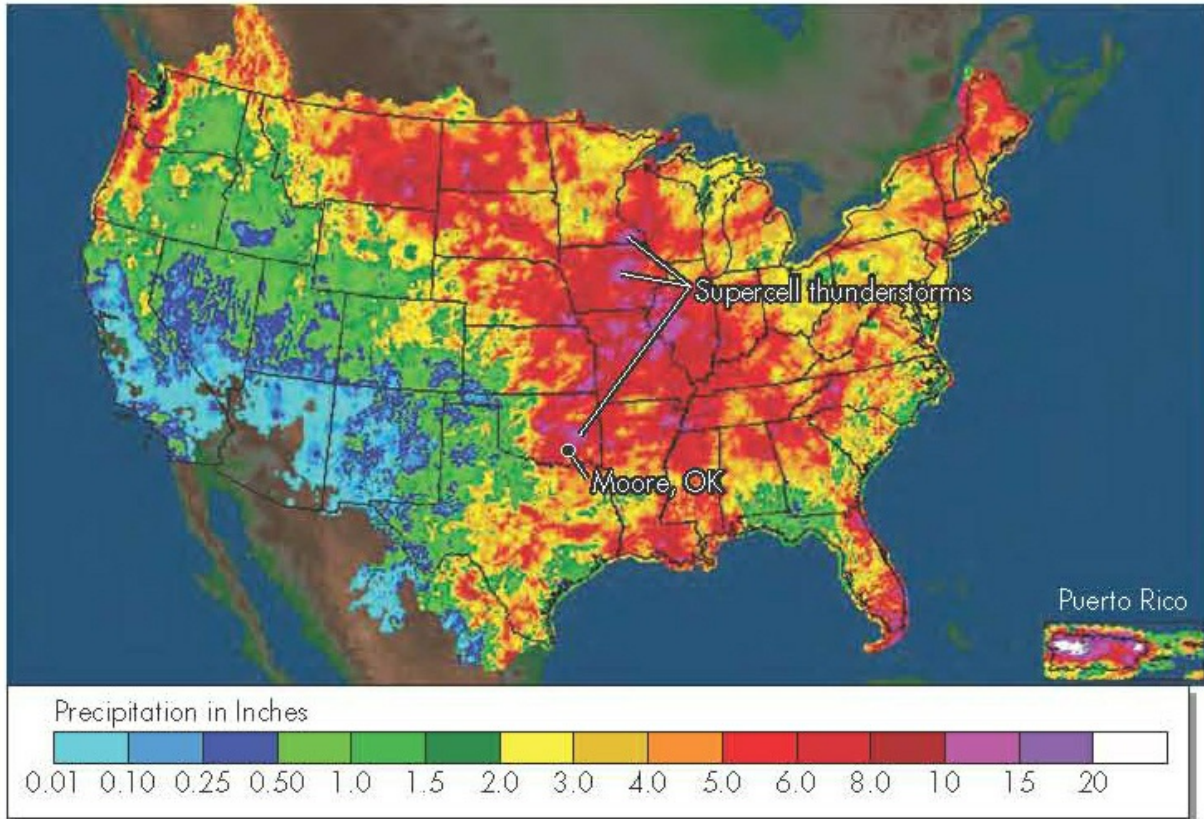 Supercell thunderstorms
Moore, OK
Puerto Rico
Precipitation in Inches
0.01 0.10 0.25 0.50 1.0 1.5 2.0 3.0 4.0 5.0 6.0 8.0 10 15 20